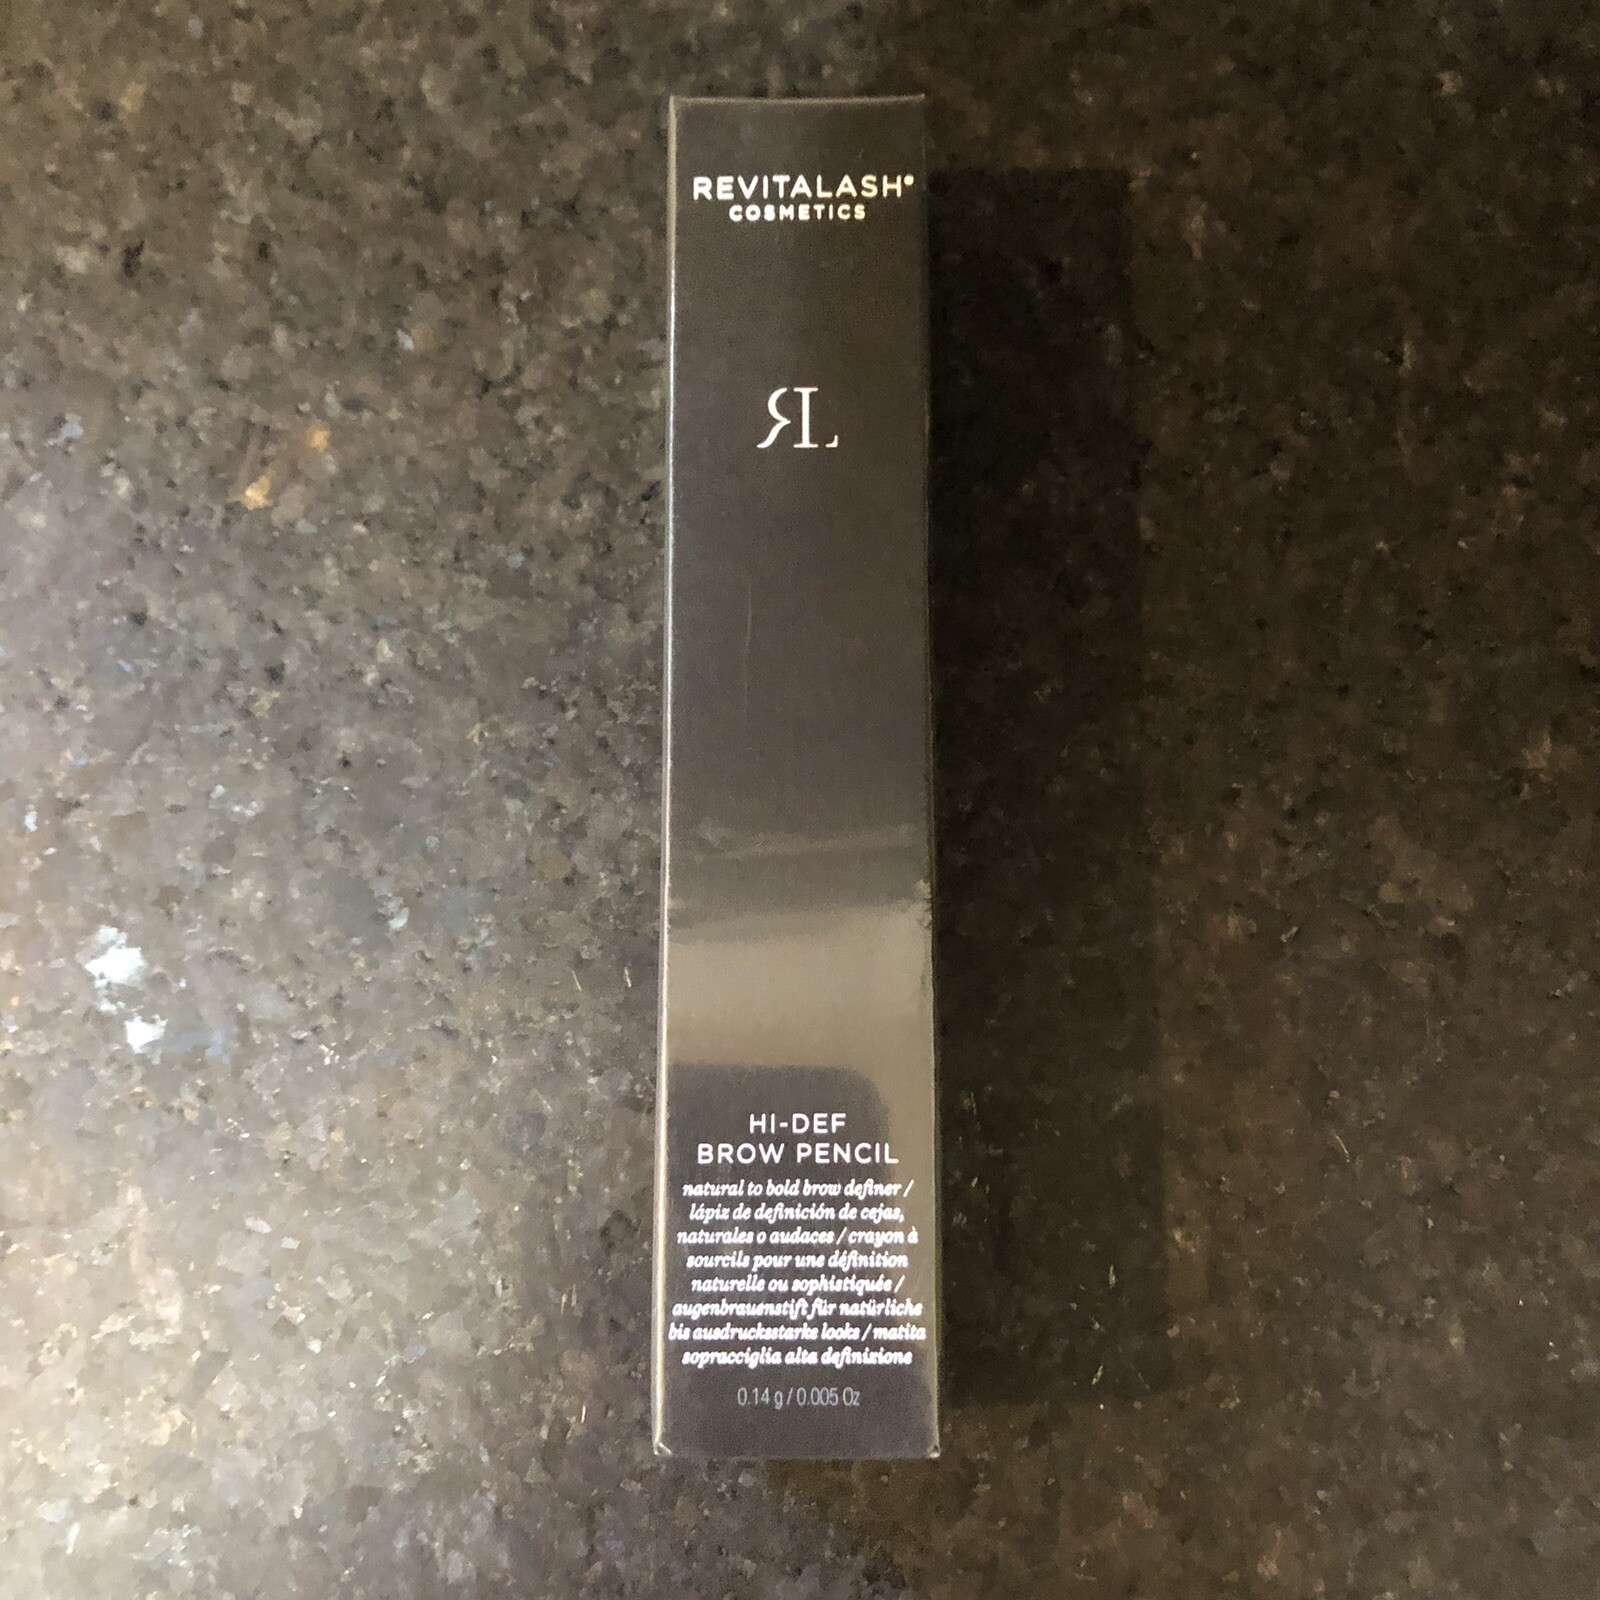 REVITALASH®
COSMETICS
RL
HI-DEF
BROW PENCIL
natural to bold brow definer /
lápiz de definición de cejas,
naturales o audaces / crayon à
sourcils pour une définition
naturelle ou sophistiquée /
augenbrauenstift für natürliche
bis ausdrucksstarke looks / matita
sopracciglia alta definizione
0.14 g / 0.005 Oz